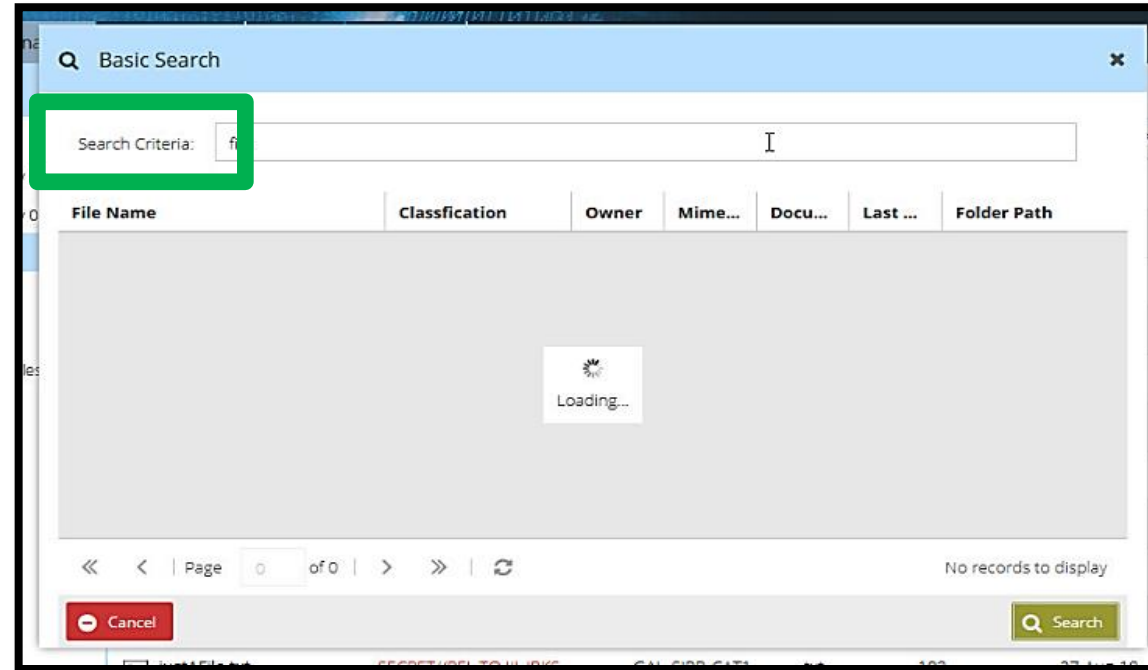 Basic Search
Search Criteria:
File Name Classfication Owner Mime... Docu... Last ... Folder Path
Loading...
Page 0 of 0 No records to display
Cancel Search